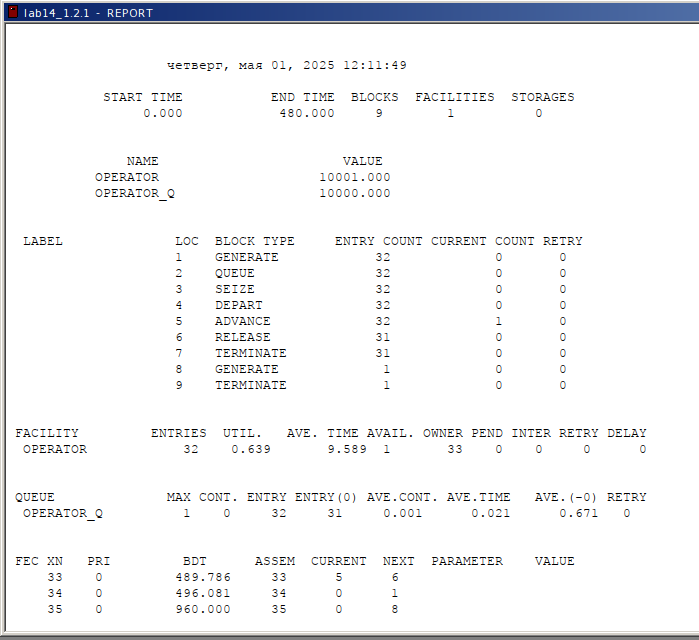 lab14_1.2.1 - REPORT
четверг, мая 01, 2025 12:11:49
START TIME END TIME BLOCKS FACILITIES STORAGES
0.000 480.000 9 1 0
NAME VALUE
OPERATOR 10001.000
OPERATOR_Q 10000.000
LABEL LOC BLOCK TYPE ENTRY COUNT CURRENT COUNT RETRY
1 GENERATE 32 0 0
2 QUEUE 32 0 0
3 SEIZE 32 0 0
4 DEPART 32 0 0
5 ADVANCE 32 1 0
6 RELEASE 31 0 0
7 TERMINATE 31 0 0
8 GENERATE 1 0 0
9 TERMINATE 1 0 0
FACILITY ENTRIES UTIL. AVE. TIME AVAIL. OWNER PEND INTER RETRY DELAY
OPERATOR 32 0.639 9.589 1 33 0 0 0 0
QUEUE MAX CONT. ENTRY ENTRY(0) AVE.CONT. AVE.TIME AVE.(-0) RETRY
OPERATOR_Q 1 0 32 31 0.001 0.021 0.671 0
FEC XN PRI BDT ASSEM CURRENT NEXT PARAMETER VALUE
33 0 489.786 33 5 6
34 0 496.081 34 0 1
35 0 960.000 35 0 8